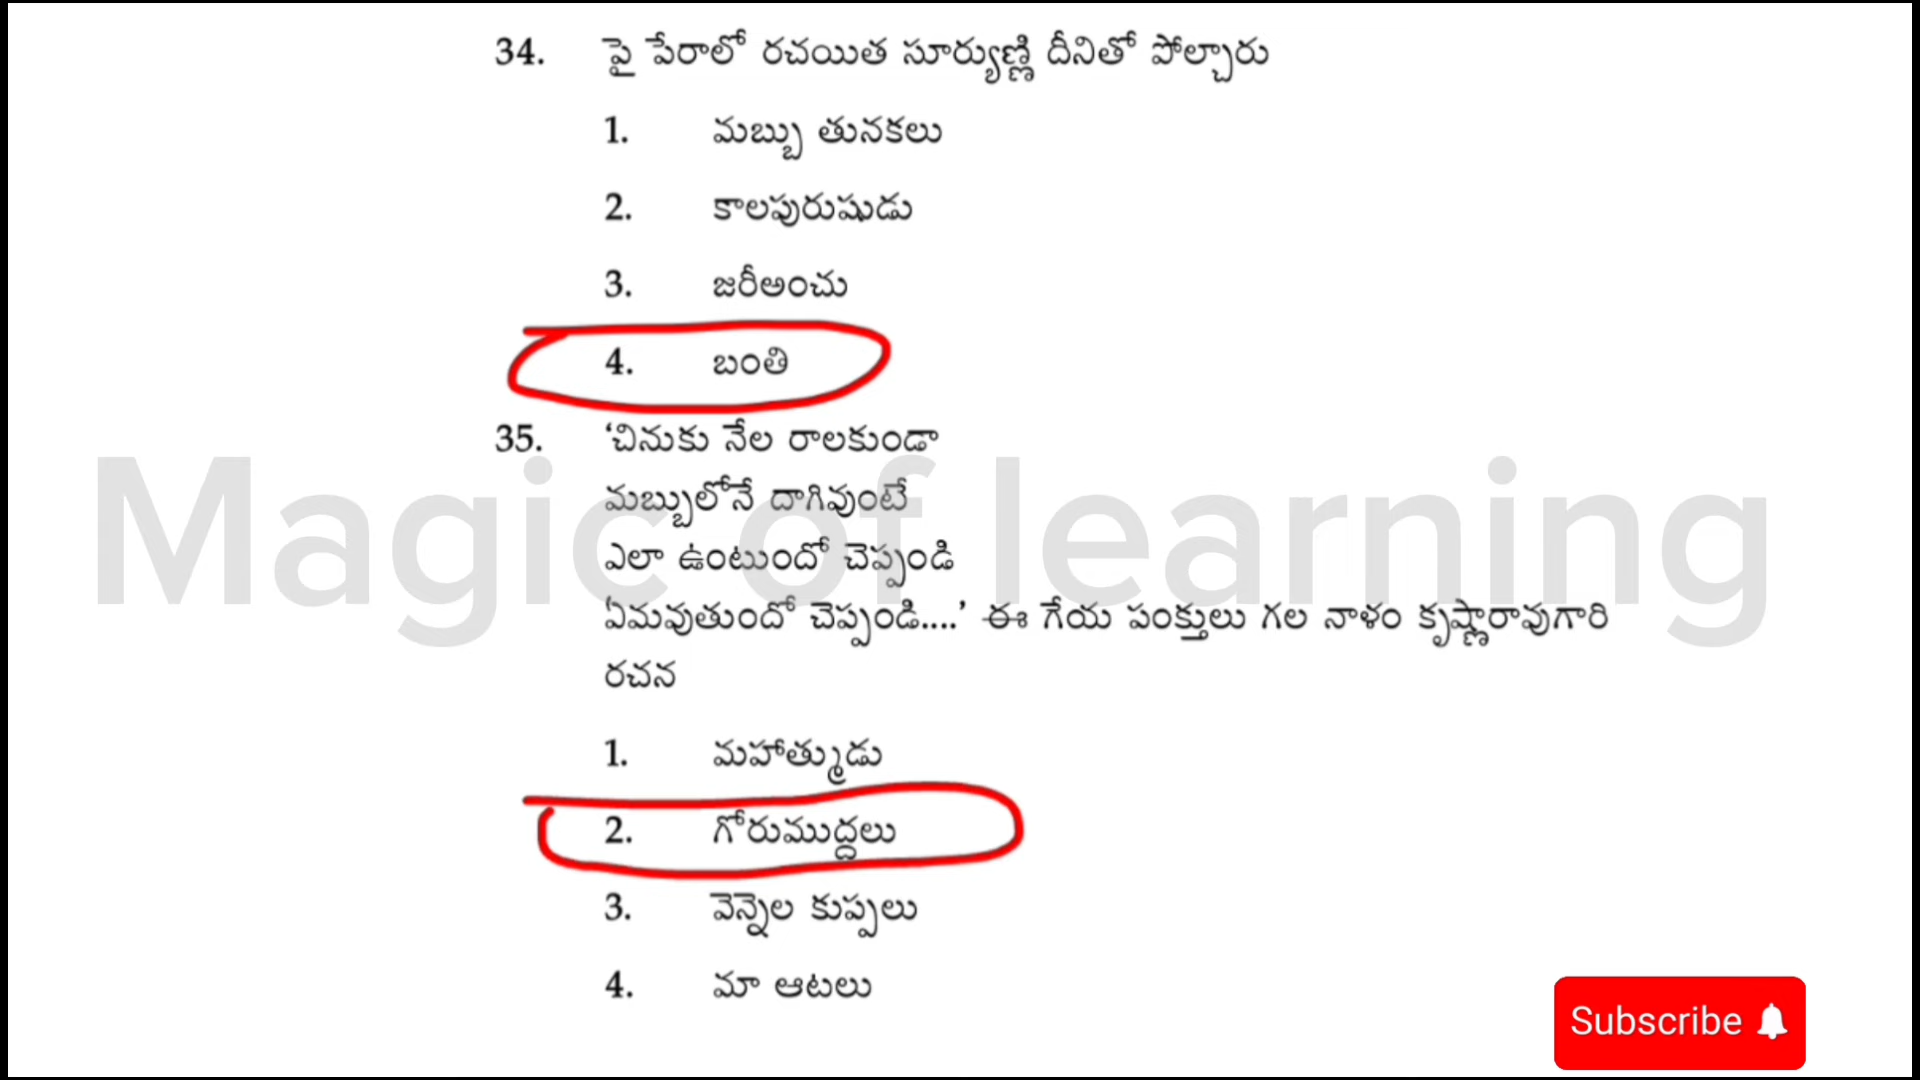 34. పై పేరాలో రచయిత సూర్యుణ్ణి దీనితో పోల్చారు
1. మబ్బు తునకలు
2. కాలపురుషుడు
3. జరీఅంచు
4. బంతి
35. ‘చినుకు నేల రాలకుండా
మబ్బులోనే దాగివుంటే
ఎలా ఉంటుందో చెప్పండి
ఏమవుతుందో చెప్పండి....’ ఈ గేయ పంక్తులు గల నాళం కృష్ణారావుగారి
రచన
1. మహాత్ముడు
2. గోరుముద్దలు
3. వెన్నెల కుప్పలు
4. మా ఆటలు
Magic of learning
Subscribe